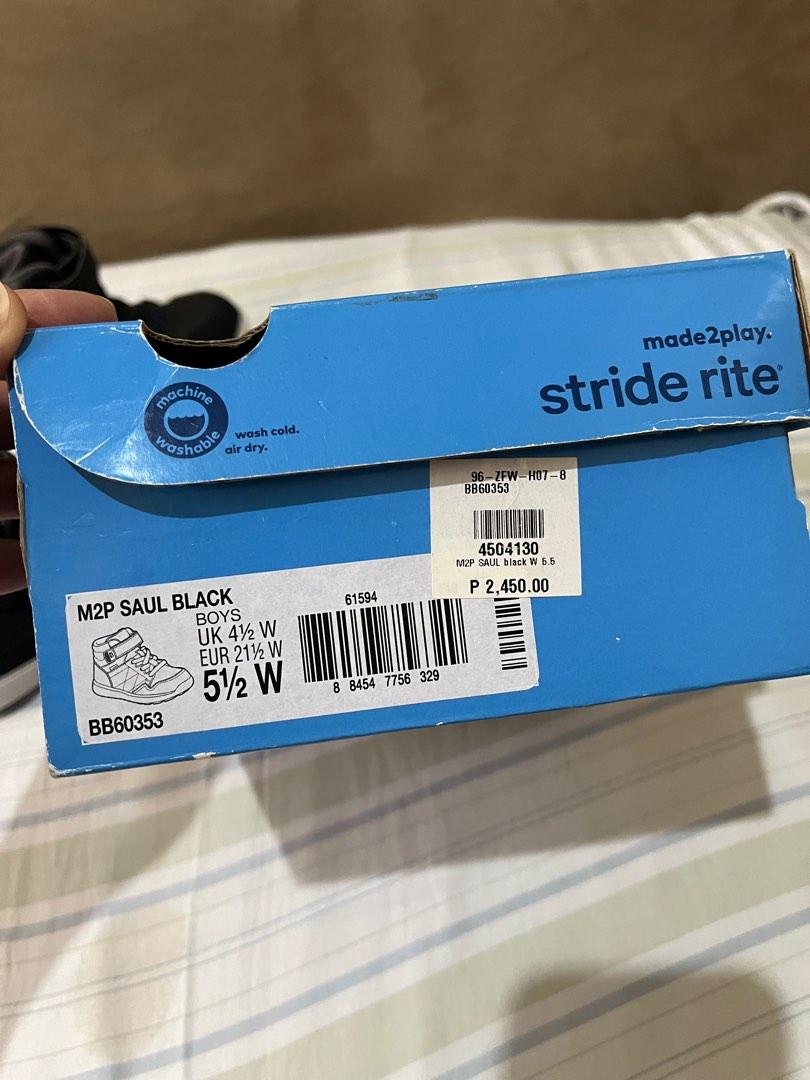 made2play.
stride rite®
machine
washable
wash cold.
air dry.
96-ZFW-H07-8
BB60353
4504130
M2P SAUL black W 5.5
P 2,450.00
M2P SAUL BLACK
BOYS
UK 4½ W
EUR 21½ W
5½ W
BB60353
61594
8 8454 7756 329